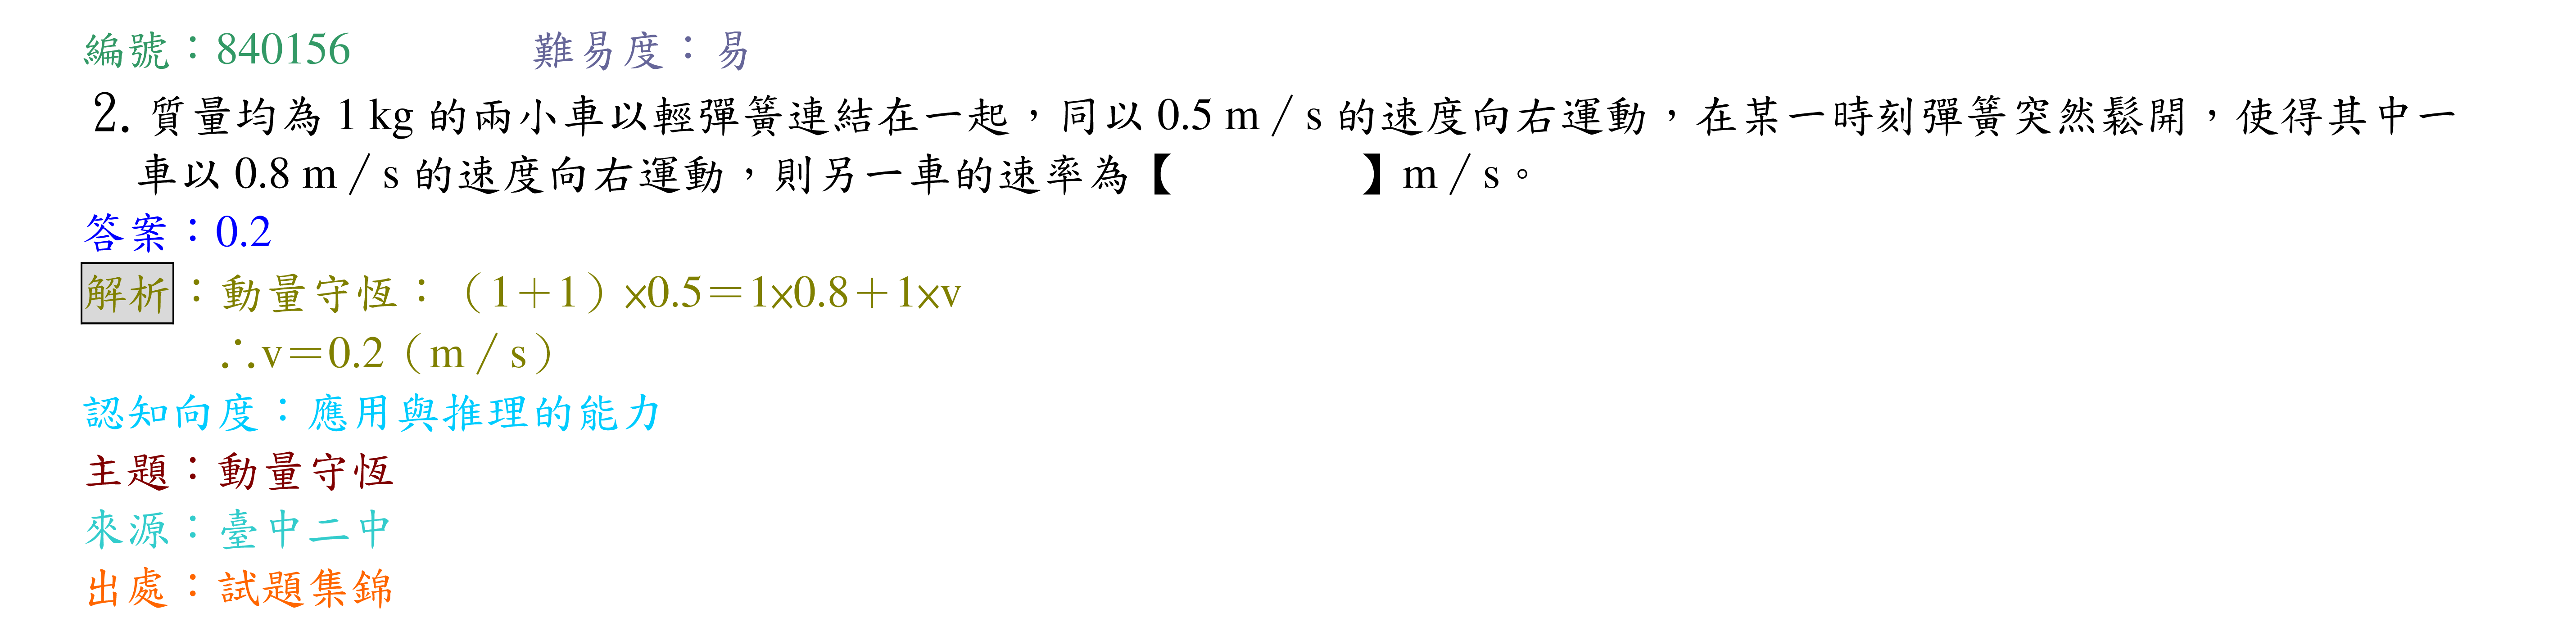 編號：840156　　難易度：易
2. 質量均為 1 kg 的兩小車以輕彈簧連結在一起，同以 0.5 m／s 的速度向右運動，在某一時刻彈簧突然鬆開，使得其中一
車以 0.8 m／s 的速度向右運動，則另一車的速率為【　　　　】m／s。
答案：0.2
解析：動量守恆：（1＋1）×0.5＝1×0.8＋1×v
∴v＝0.2（m／s）
認知向度：應用與推理的能力
主題：動量守恆
來源：臺中二中
出處：試題集錦